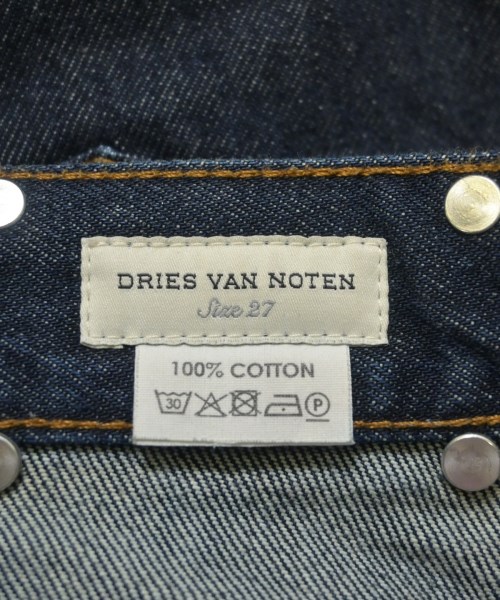 DRIES VAN NOTEN
Size 27
100% COTTON
30 P